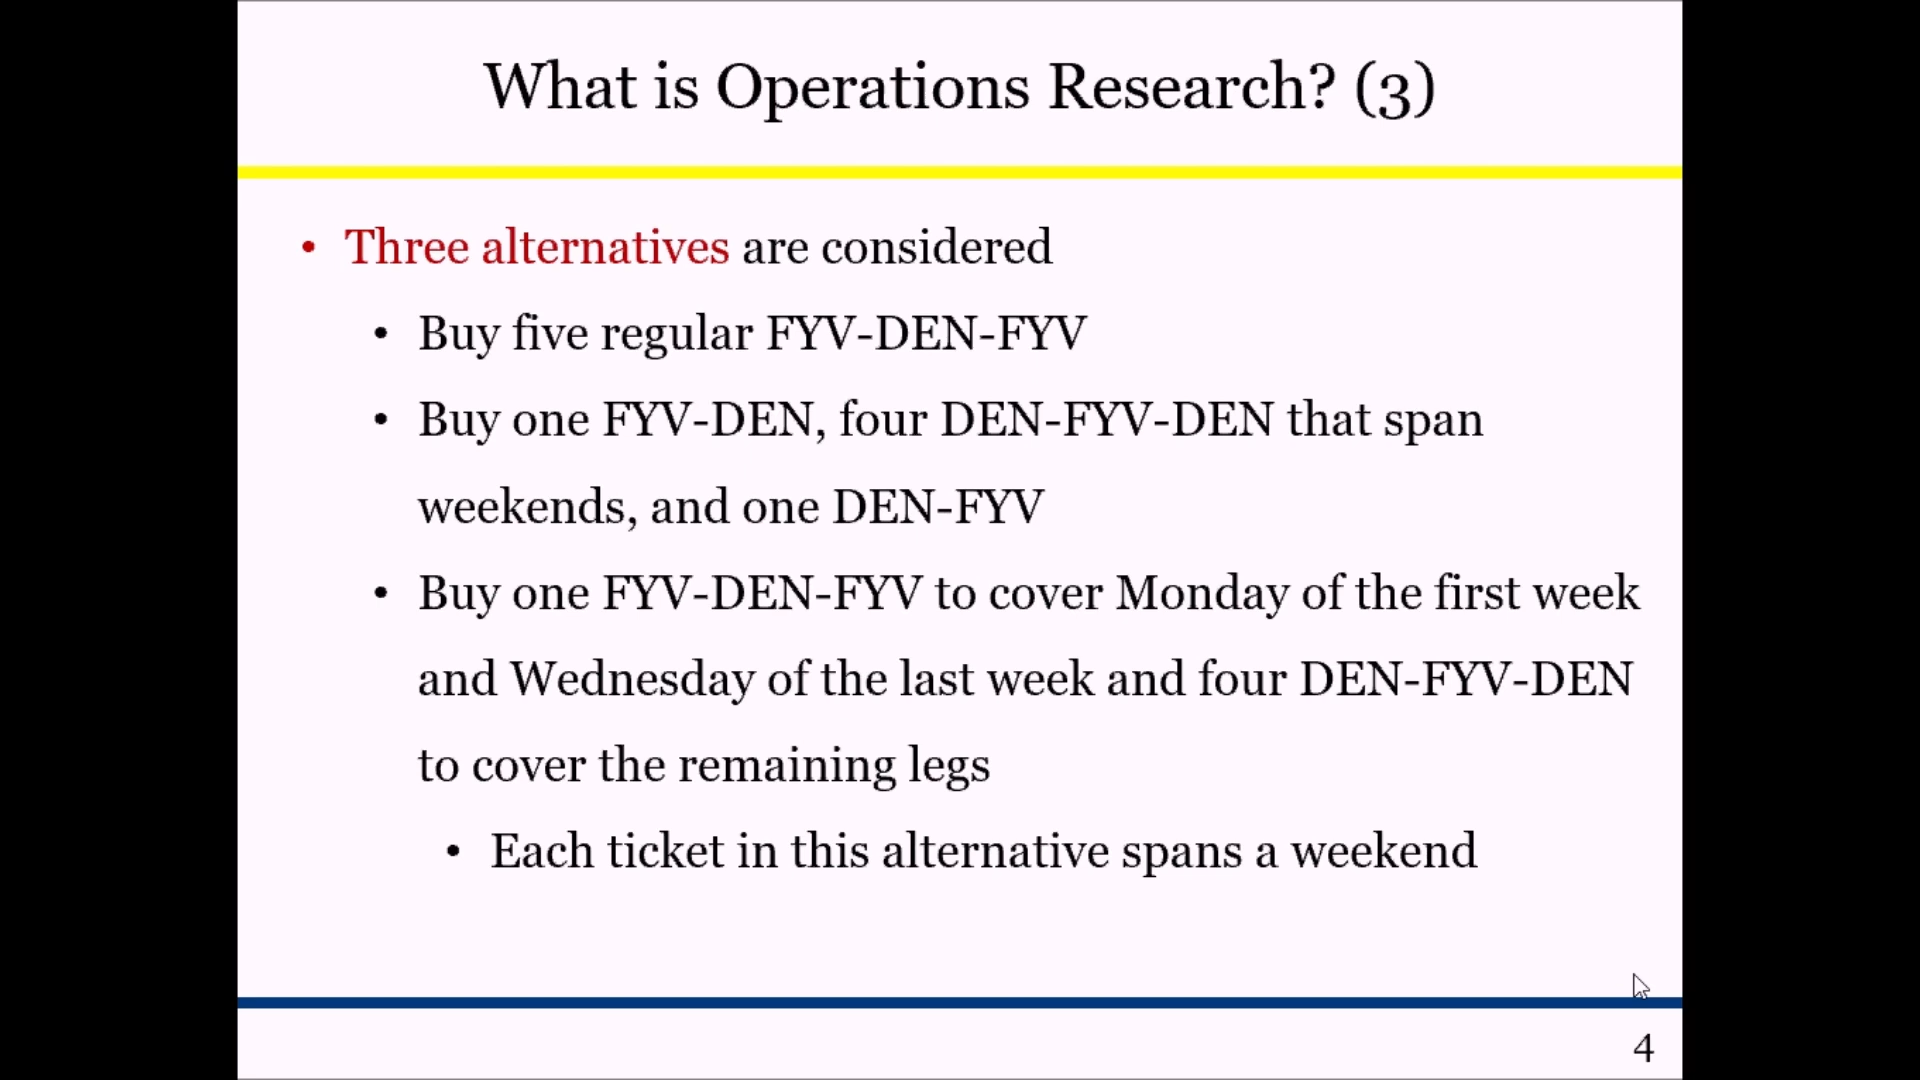 What is Operations Research? (3)
• Three alternatives are considered
• Buy five regular FYV-DEN-FYV
• Buy one FYV-DEN, four DEN-FYV-DEN that span
weekends, and one DEN-FYV
• Buy one FYV-DEN-FYV to cover Monday of the first week
and Wednesday of the last week and four DEN-FYV-DEN
to cover the remaining legs
• Each ticket in this alternative spans a weekend
4